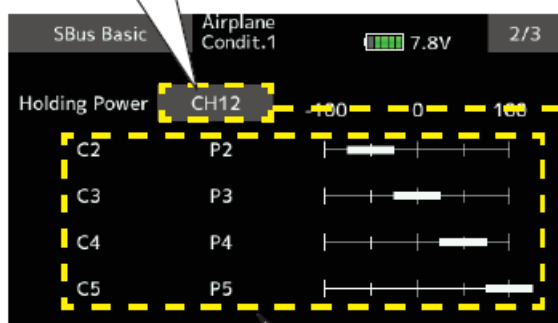 SBus Basic Airplane 7.8V 2/3
Condit.1
Holding Power CH12 -100 0 100
C2 P2
C3 P3
C4 P4
C5 P5